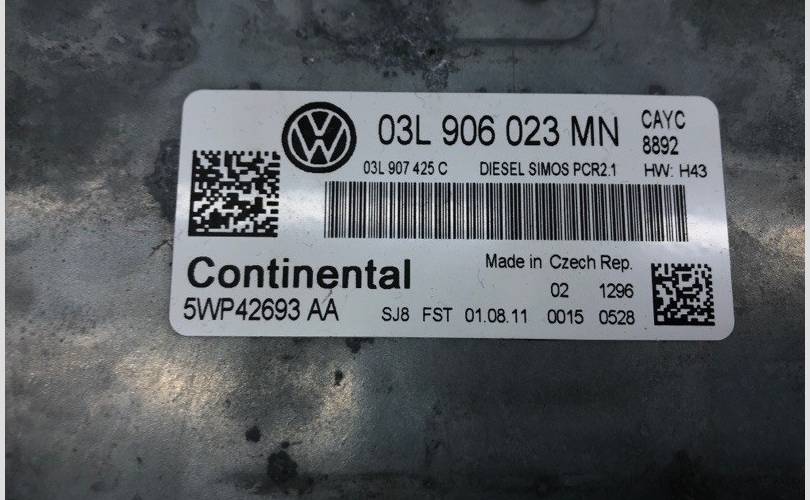 03L 906 023 MN CAYC
8892
03L 907 425 C DIESEL SIMOS PCR2.1 HW: H43
Continental Made in Czech Rep.
02 1296
5WP42693 AA SJ8 FST 01.08.11 0015 0528